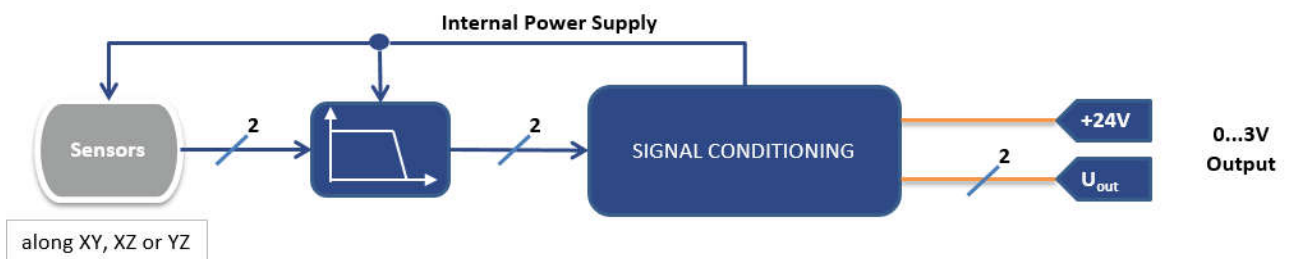 Internal Power Supply
Sensors
2
2
SIGNAL CONDITIONING
+24V
2
Uout
0...3V
Output
along XY, XZ or YZ